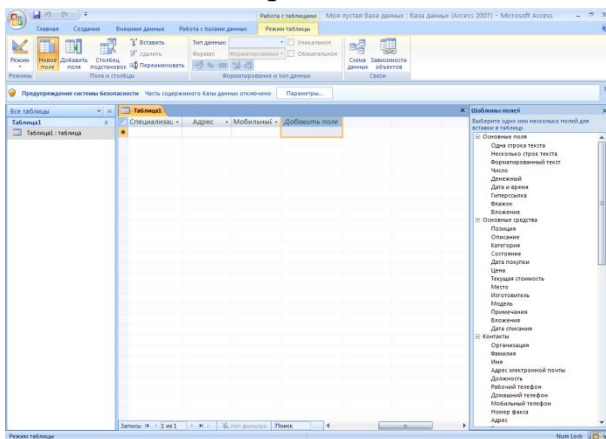 Работа с таблицами Моя пустая база данных : база данных (Access 2007) - Microsoft Access
Главная Создание Внешние данные Работа с базами данных Режим таблицы
Режим Новое поле Добавить поля Столбец подстановок Вставить Удалить Переименовать
Тип данных: Уникальное
Формат: Форматирование Обязательное
Схема данных Зависимости объектов
Режимы Поля и столбцы Форматирование и тип данных Связи
Предупреждение системы безопасности Часть содержимого базы данных отключено Параметры...
Все таблицы
Таблица1
Таблица1 : таблица
Таблица1
Специализац Адрес Мобильный Добавить поле
Записи: 1 из 1 Нет фильтра Поиск
Шаблоны полей
Выберите одно или несколько полей для
вставки в таблицу.
Основные поля
Одна строка текста
Несколько строк текста
Форматированный текст
Число
Денежный
Дата и время
Гиперссылка
Флажок
Вложение
Основные средства
Позиция
Описание
Категория
Состояние
Дата покупки
Цена
Текущая стоимость
Место
Изготовитель
Модель
Примечания
Вложения
Дата списания
Контакты
Организация
Фамилия
Имя
Адрес электронной почты
Должность
Рабочий телефон
Домашний телефон
Мобильный телефон
Номер факса
Адрес
Режим таблицы Num Lock